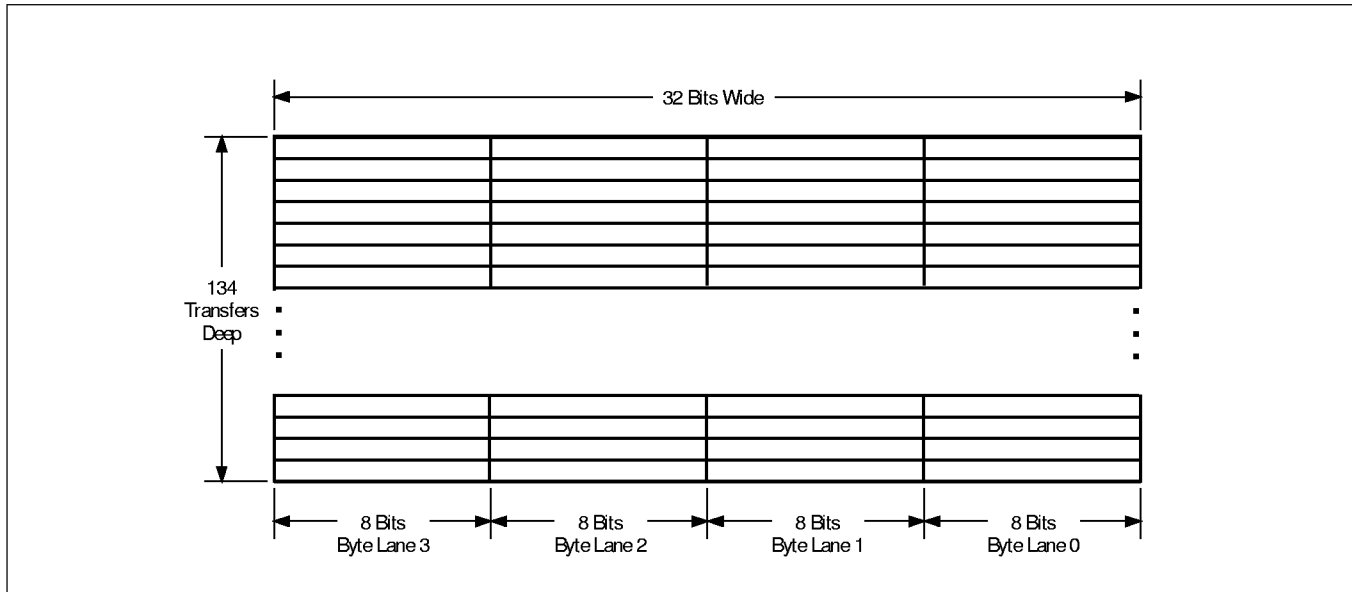 32 Bits Wide
134
Transfers
Deep
8 Bits
Byte Lane 3
8 Bits
Byte Lane 2
8 Bits
Byte Lane 1
8 Bits
Byte Lane 0